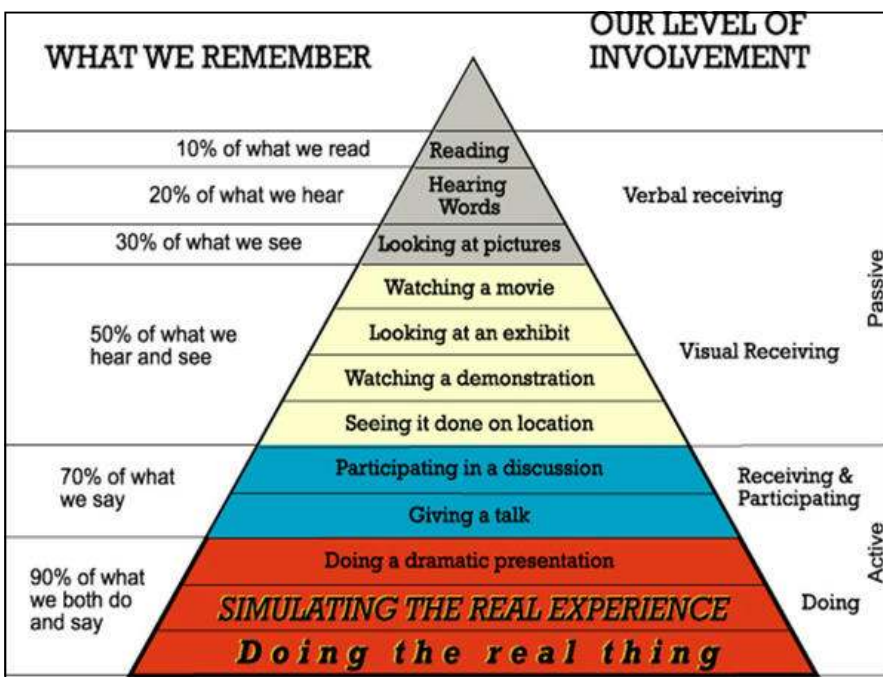 WHAT WE REMEMBER
OUR LEVEL OF
INVOLVEMENT
10% of what we read
Reading
20% of what we hear
Hearing
Words
Verbal receiving
30% of what we see
Looking at pictures
Passive
50% of what we
hear and see
Watching a movie
Looking at an exhibit
Watching a demonstration
Seeing it done on location
Visual Receiving
70% of what
we say
Participating in a discussion
Giving a talk
Receiving &
Participating
Active
90% of what
we both do
and say
Doing a dramatic presentation
SIMULATING THE REAL EXPERIENCE
Doing the real thing
Doing